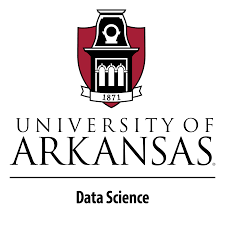 1871
UNIVERSITY OF
ARKANSAS
Data Science